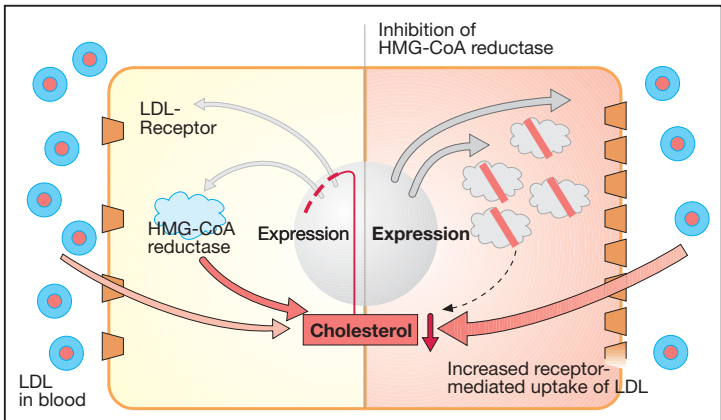 Inhibition of
HMG-CoA reductase
LDL-
Receptor
HMG-CoA
reductase
Expression
Expression
Cholesterol
LDL
in blood
Increased receptor-
mediated uptake of LDL